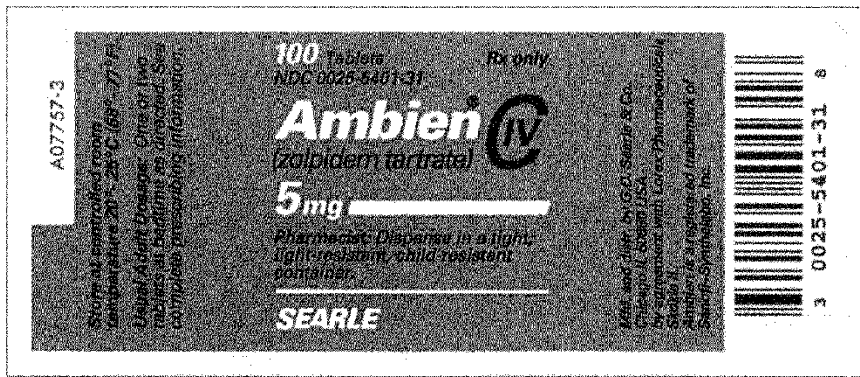 A07757-3
Store at controlled room
temperature 20°-25°C (68°-77°F).
Usual Adult Dosage: One or two
tablets at bedtime as directed. See
complete prescribing information.
100 Tablets
Rx only
NDC 0025-5401-31
Ambien®
CIV
(zolpidem tartrate)
5 mg
Pharmacist: Dispense in a tight,
light-resistant, child-resistant
container.
SEARLE
Mfd. and distr. by G.D. Searle & Co.
Chicago IL 60680 USA
by agreement with Lorex Pharmaceuticals
Skokie IL
Ambien is a registered trademark of
Sanofi-Synthelabo, Inc.
3 0025-5401-31 8